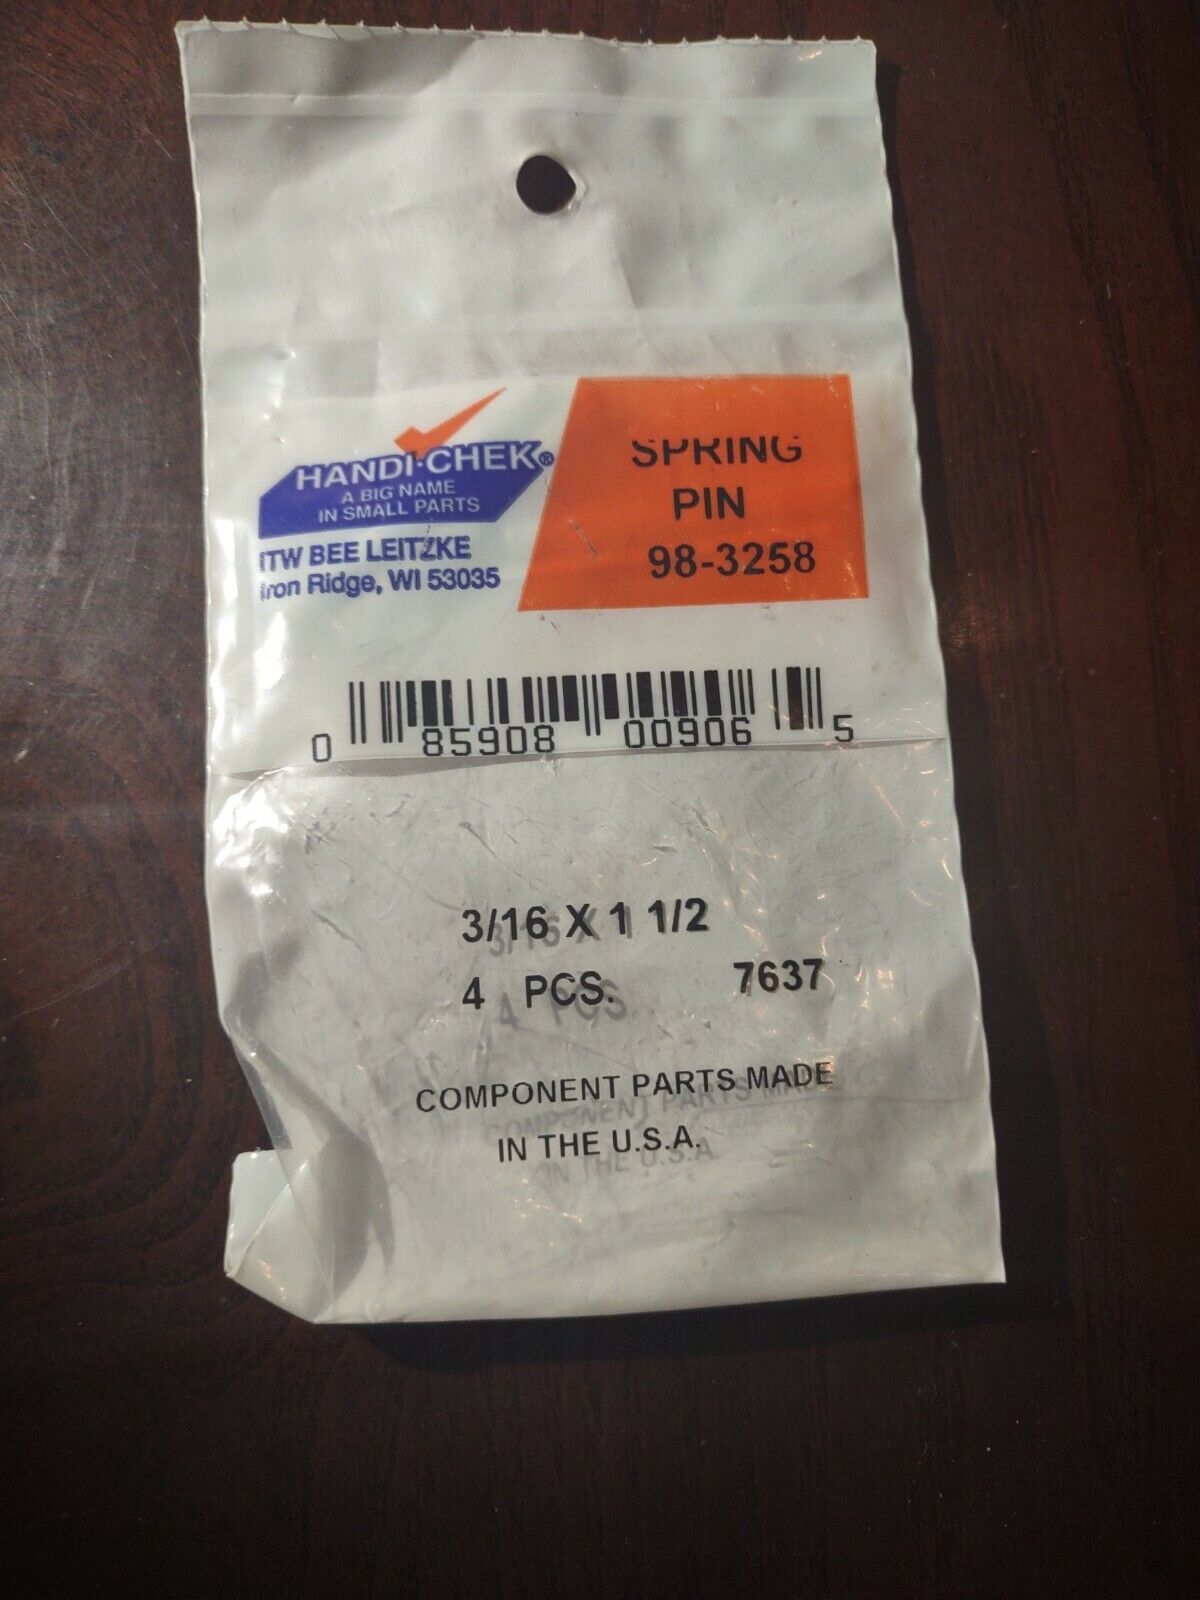 HANDI·CHEK®
A BIG NAME
IN SMALL PARTS
ITW BEE LEITZKE
Iron Ridge, WI 53035
SPRING
PIN
98-3258
0 85908 00906 5
3/16 X 1 1/2
4 PCS. 7637
COMPONENT PARTS MADE
IN THE U.S.A.